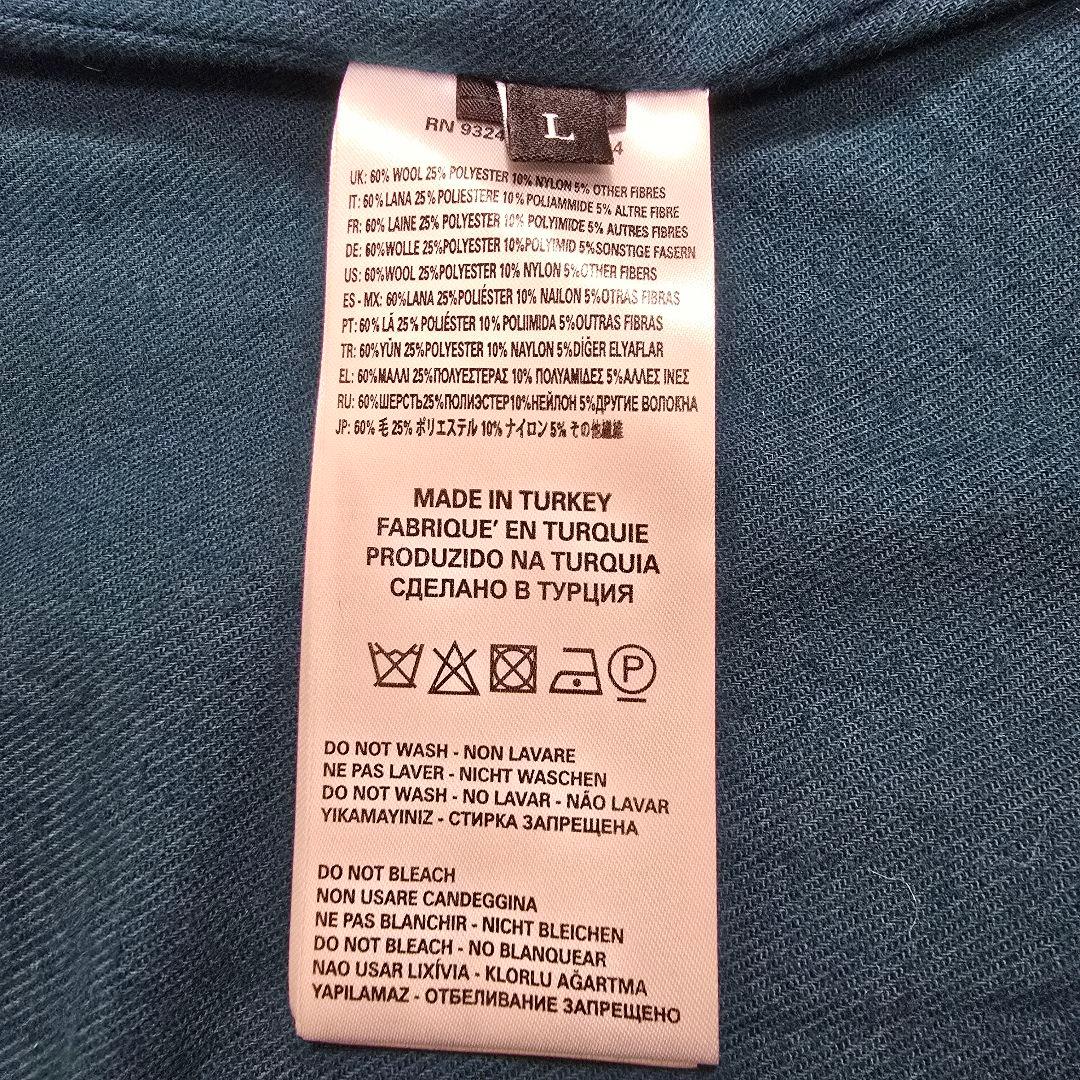 L
RN 9324
4
UK: 60% WOOL 25% POLYESTER 10% NYLON 5% OTHER FIBRES
IT: 60% LANA 25% POLIESTERE 10% POLIAMMIDE 5% ALTRE FIBRE
FR: 60% LAINE 25% POLYESTER 10% POLYIMIDE 5% AUTRES FIBRES
DE: 60%WOLLE 25%POLYESTER 10%POLYIMID 5%SONSTIGE FASERN
US: 60%WOOL 25%POLYESTER 10% NYLON 5%OTHER FIBERS
ES - MX: 60%LANA 25%POLIÉSTER 10% NAILON 5%OTRAS FIBRAS
PT: 60% LÃ 25% POLIÉSTER 10% POLIIMIDA 5%OUTRAS FIBRAS
TR: 60%YÜN 25%POLYESTER 10% NAYLON 5%DİĞER ELYAFLAR
EL: 60%ΜΑΛΛΙ 25%ΠΟΛΥΕΣΤΕΡΑΣ 10% ΠΟΛΥΑΜΙΔΕΣ 5%ΑΛΛΕΣ ΙΝΕΣ
RU: 60%ШЕРСТЬ25%ПОЛИЭСТЕР10%НЕЙЛОН 5%ДРУГИЕ ВОЛОКНА
JP: 60% 毛 25% ポリエステル 10% ナイロン 5% その他繊維
MADE IN TURKEY
FABRIQUE' EN TURQUIE
PRODUZIDO NA TURQUIA
СДЕЛАНО В ТУРЦИЯ
P
DO NOT WASH - NON LAVARE
NE PAS LAVER - NICHT WASCHEN
DO NOT WASH - NO LAVAR - NÃO LAVAR
YIKAMAYINIZ - СТИРКА ЗАПРЕЩЕНА
DO NOT BLEACH
NON USARE CANDEGGINA
NE PAS BLANCHIR - NICHT BLEICHEN
DO NOT BLEACH - NO BLANQUEAR
NAO USAR LIXÍVIA - KLORLU AĞARTMA
YAPILAMAZ - ОТБЕЛИВАНИЕ ЗАПРЕЩЕНО